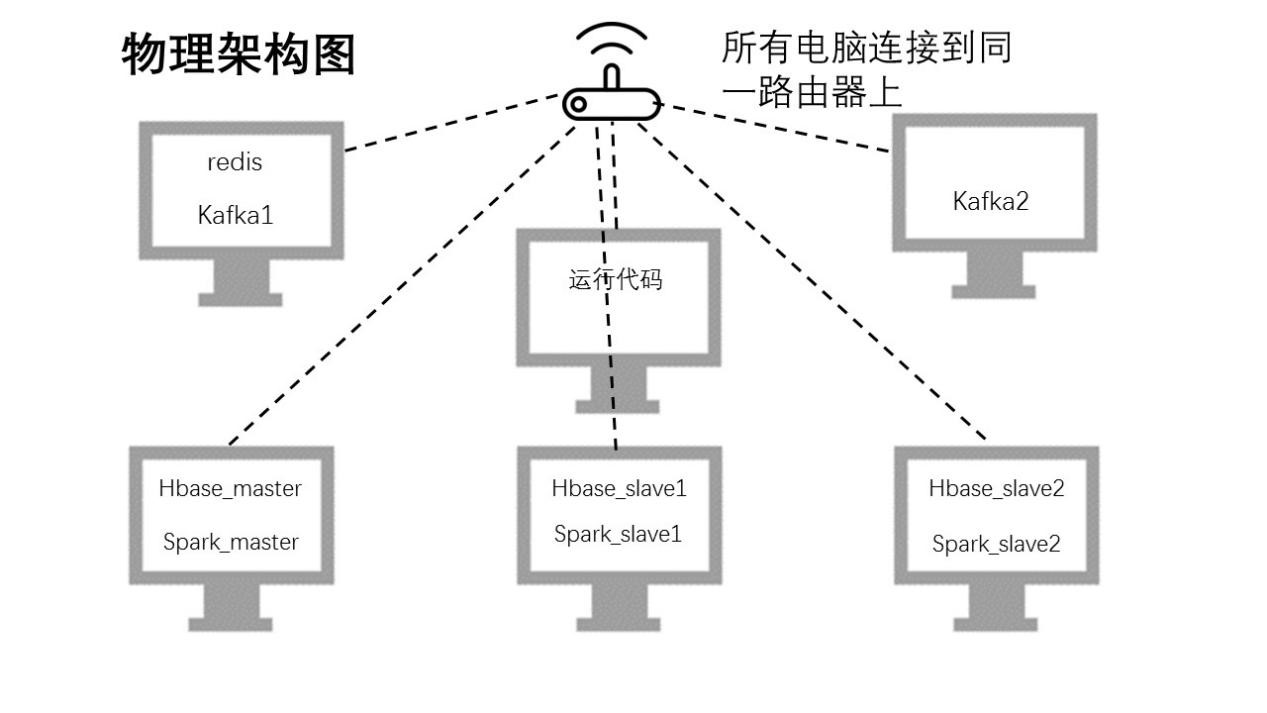 物理架构图
所有电脑连接到同
一路由器上
redis
Kafka1
Kafka2
运行代码
Hbase_master
Spark_master
Hbase_slave1
Spark_slave1
Hbase_slave2
Spark_slave2